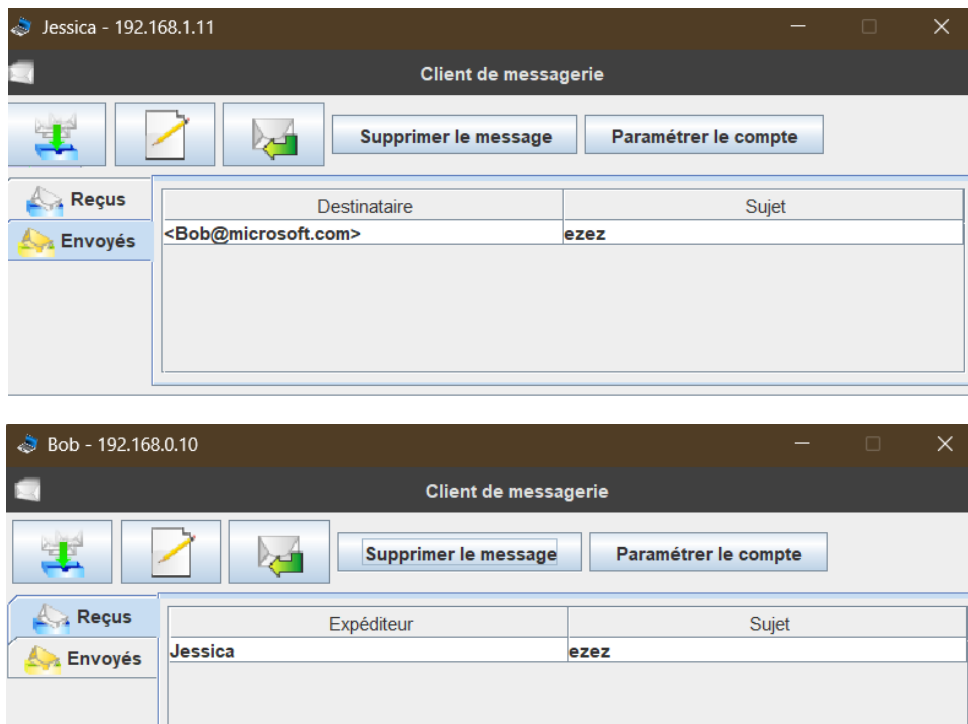 Jessica - 192.168.1.11
Client de messagerie
Supprimer le message Paramétrer le compte
Reçus
Envoyés
Destinataire Sujet
<Bob@microsoft.com> ezez
Bob - 192.168.0.10
Client de messagerie
Supprimer le message Paramétrer le compte
Reçus
Envoyés
Expéditeur Sujet
Jessica ezez